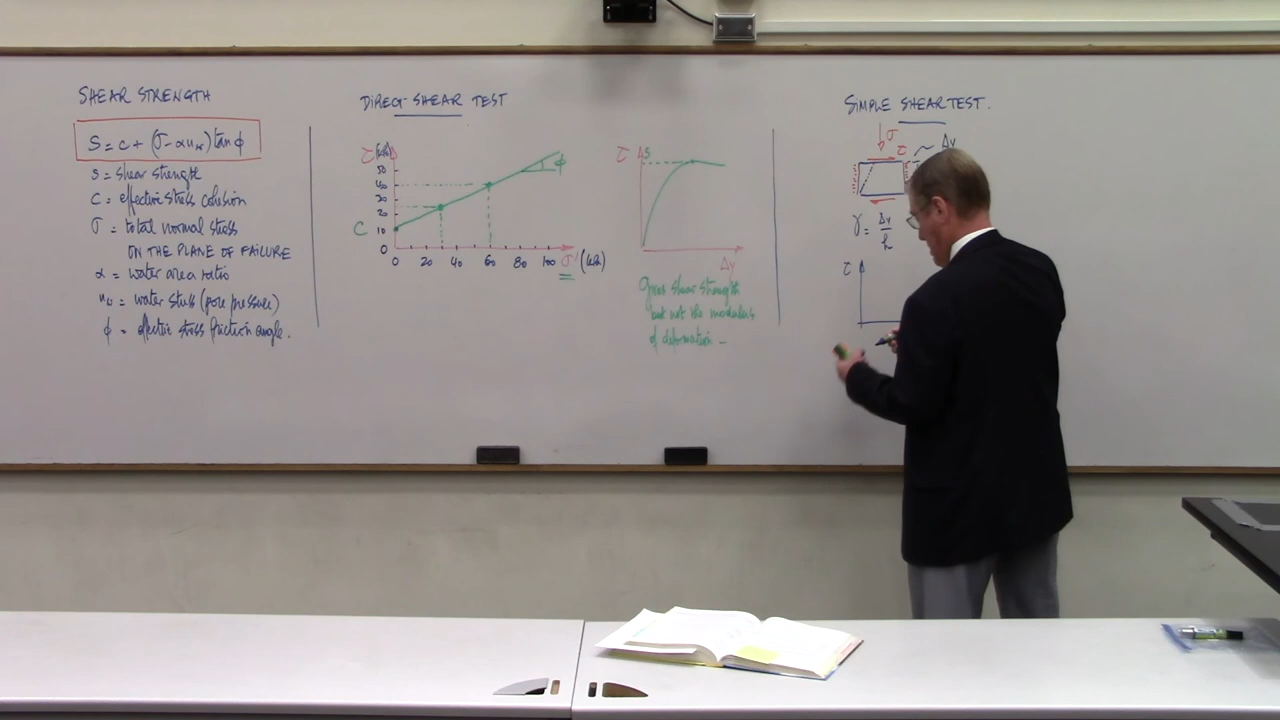 SHEAR STRENGTH
S = c + (σ - αuw) tan ϕ
s = shear strength
C = effective stress cohesion
σ = total normal stress
ON THE PLANE OF FAILURE
α = water area ratio
uw = water stress (pore pressure)
ϕ = effective stress friction angle.
DIRECT SHEAR TEST
τ (kPa)
50
40
30
20
10
0
C
ϕ
0 20 40 60 80 100 σ' (kPa)
τ
S
Δy
gives shear strength
but not the modulus
of deformation -
SIMPLE SHEAR TEST.
σ
τ
Δy
γ = Δy / h
τ